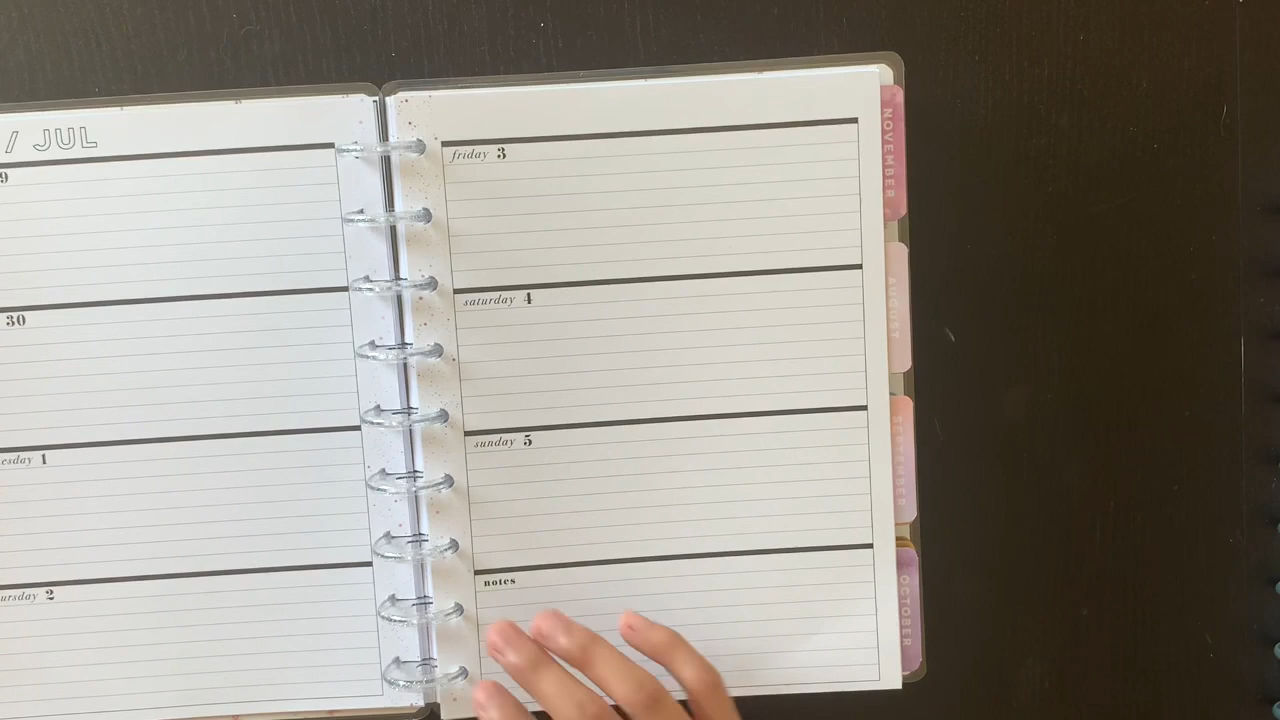 / JUL
9
30
esday 1
ursday 2
friday 3
saturday 4
sunday 5
notes
NOVEMBER
AUGUST
SEPTEMBER
OCTOBER